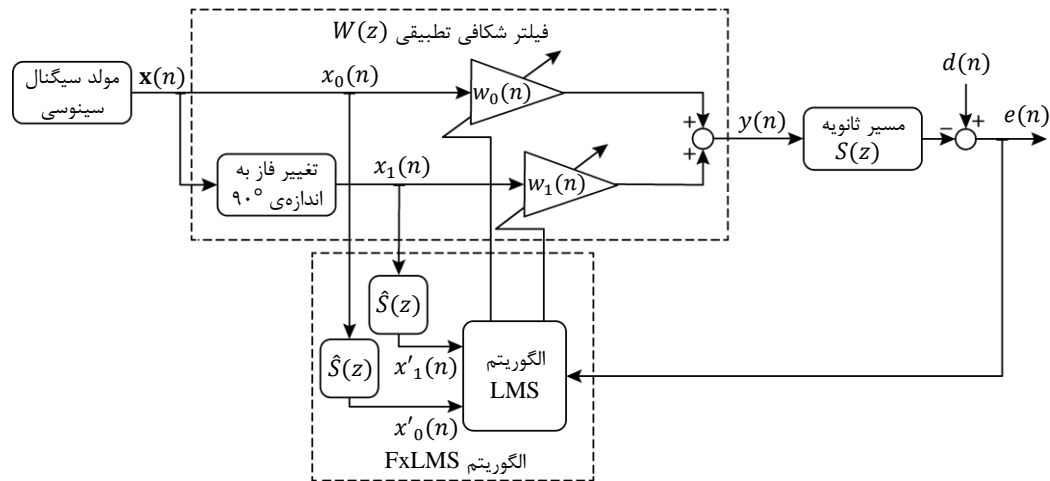 فیلتر شکافی تطبیقی W(z)
مولد سیگنال
سینوسی
x(n)
x₀(n)
w₀(n)
d(n)
e(n)
+
+
y(n)
مسیر ثانویه
S(z)
−
+
تغییر فاز به
اندازه‌ی ۹۰°
x₁(n)
w₁(n)
Ŝ(z)
Ŝ(z)
x'₁(n)
x'₀(n)
الگوریتم
LMS
الگوریتم FxLMS